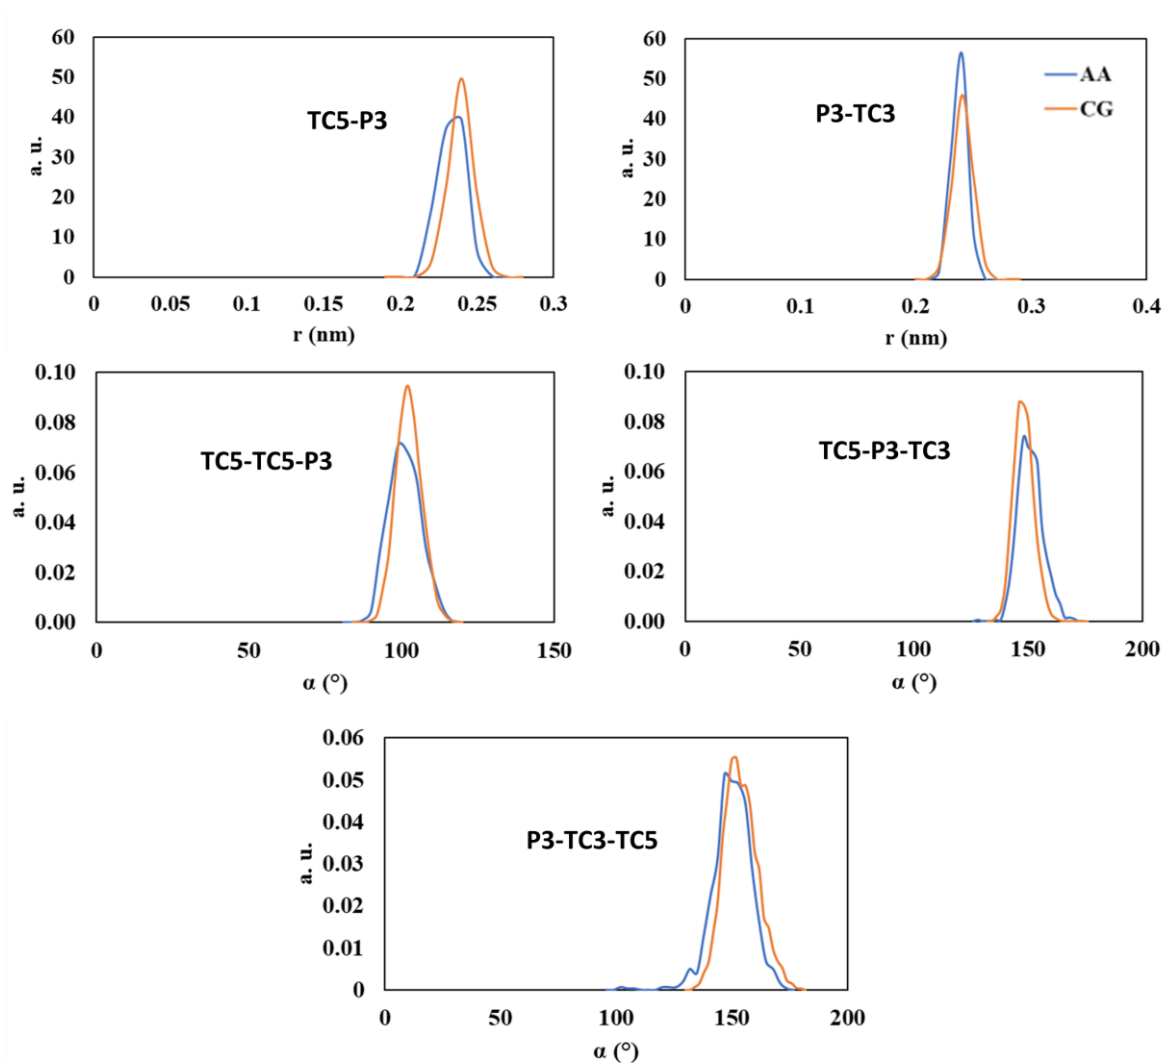 60
50
40
30
20
10
0
a. u.
TC5-P3
0 0.05 0.1 0.15 0.2 0.25 0.3
r (nm)
60
50
40
30
20
10
0
a. u.
P3-TC3
AA
CG
0 0.1 0.2 0.3 0.4
r (nm)
0.10
0.08
0.06
0.04
0.02
0.00
a. u.
TC5-TC5-P3
0 50 100 150
α (°)
0.10
0.08
0.06
0.04
0.02
0.00
a. u.
TC5-P3-TC3
0 50 100 150 200
α (°)
0.06
0.05
0.04
0.03
0.02
0.01
0
a. u.
P3-TC3-TC5
0 50 100 150 200
α (°)